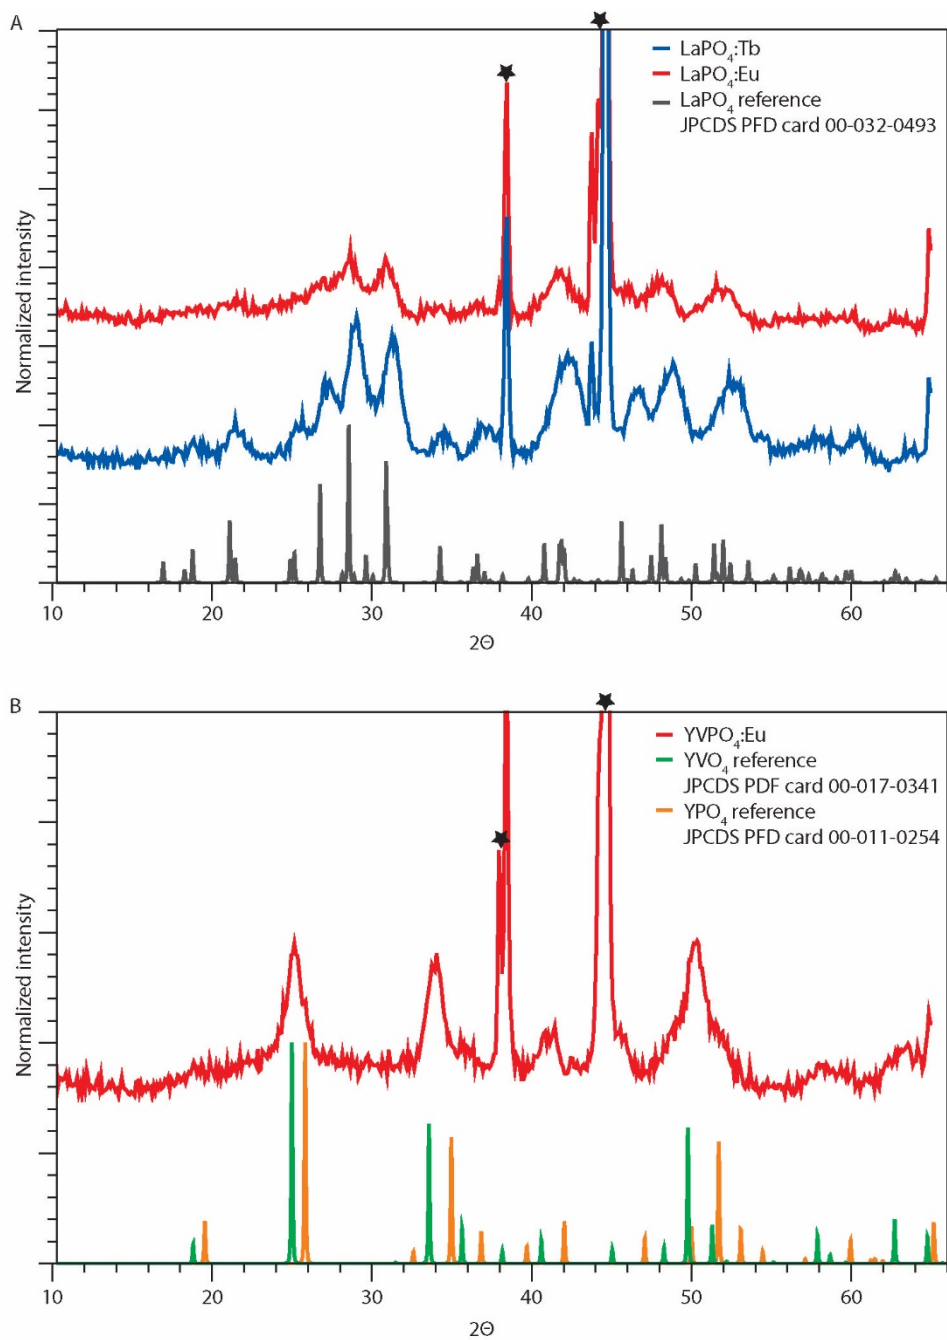 A
LaPO4:Tb
LaPO4:Eu
LaPO4 reference
JPCDS PFD card 00-032-0493
Normalized intensity
10 20 30 40 50 60
2Θ
B
YVPO4:Eu
YVO4 reference
JPCDS PDF card 00-017-0341
YPO4 reference
JPCDS PFD card 00-011-0254
Normalized intensity
10 20 30 40 50 60
2Θ